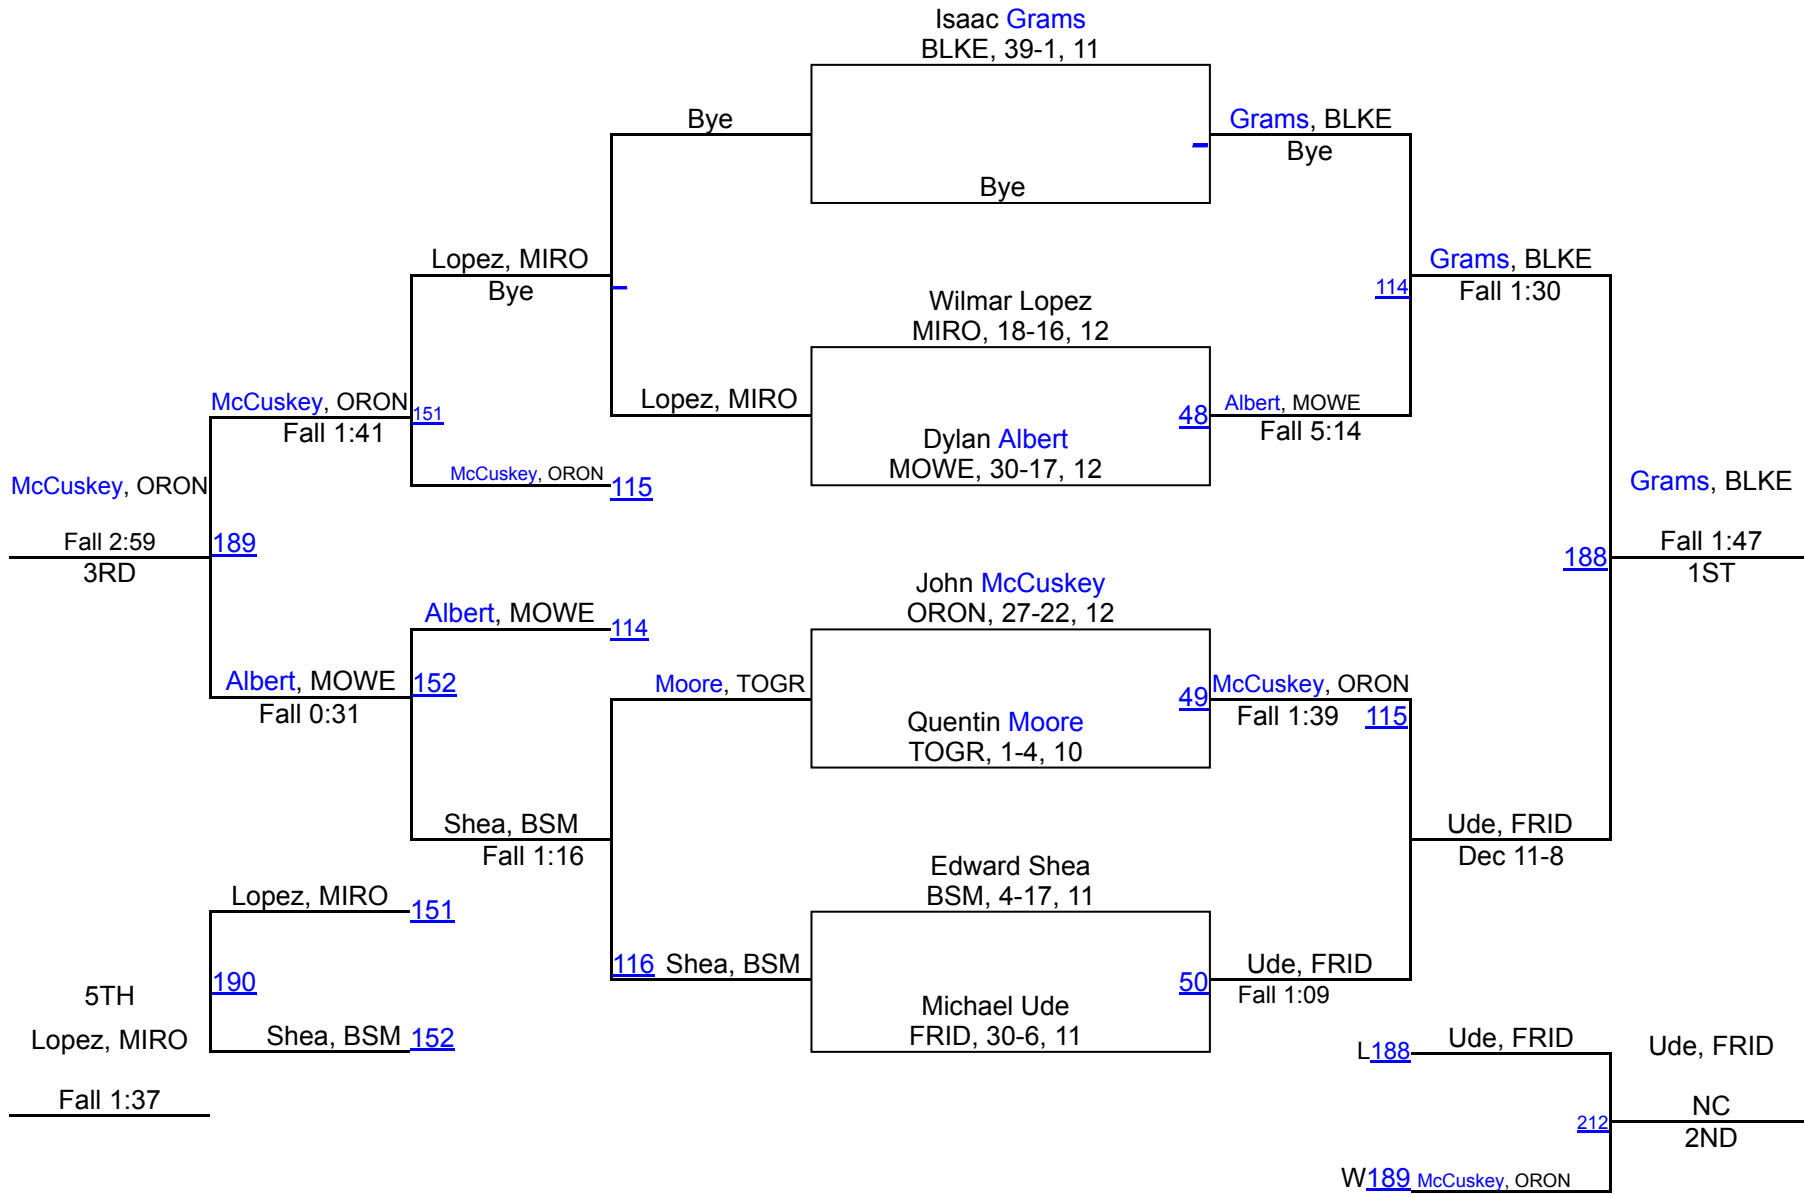 Isaac Grams
BLKE, 39-1, 11
Bye
Grams, BLKE
Bye
Bye
Lopez, MIRO
Bye
Grams, BLKE
114
Fall 1:30
Wilmar Lopez
MIRO, 18-16, 12
McCuskey, ORON
151
Fall 1:41
Lopez, MIRO
48
Albert, MOWE
Fall 5:14
Dylan Albert
MOWE, 30-17, 12
McCuskey, ORON
115
McCuskey, ORON
Grams, BLKE
Fall 2:59
189
3RD
188
Fall 1:47
1ST
John McCuskey
ORON, 27-22, 12
Albert, MOWE
114
Albert, MOWE
152
Fall 0:31
Moore, TOGR
49
McCuskey, ORON
Fall 1:39
115
Quentin Moore
TOGR, 1-4, 10
Shea, BSM
Fall 1:16
Ude, FRID
Dec 11-8
Edward Shea
BSM, 4-17, 11
Lopez, MIRO
151
116
Shea, BSM
50
Ude, FRID
Fall 1:09
190
5TH
Lopez, MIRO
Shea, BSM
152
Michael Ude
FRID, 30-6, 11
L188
Ude, FRID
Ude, FRID
Fall 1:37
212
NC
2ND
W189
McCuskey, ORON